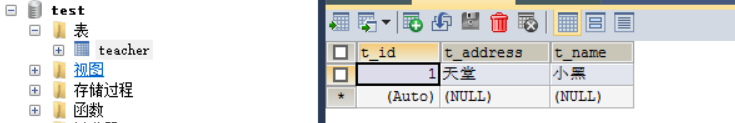 test
表
teacher
视图
存储过程
函数
t_id t_address t_name
1 天堂 小黑
* (Auto) (NULL) (NULL)